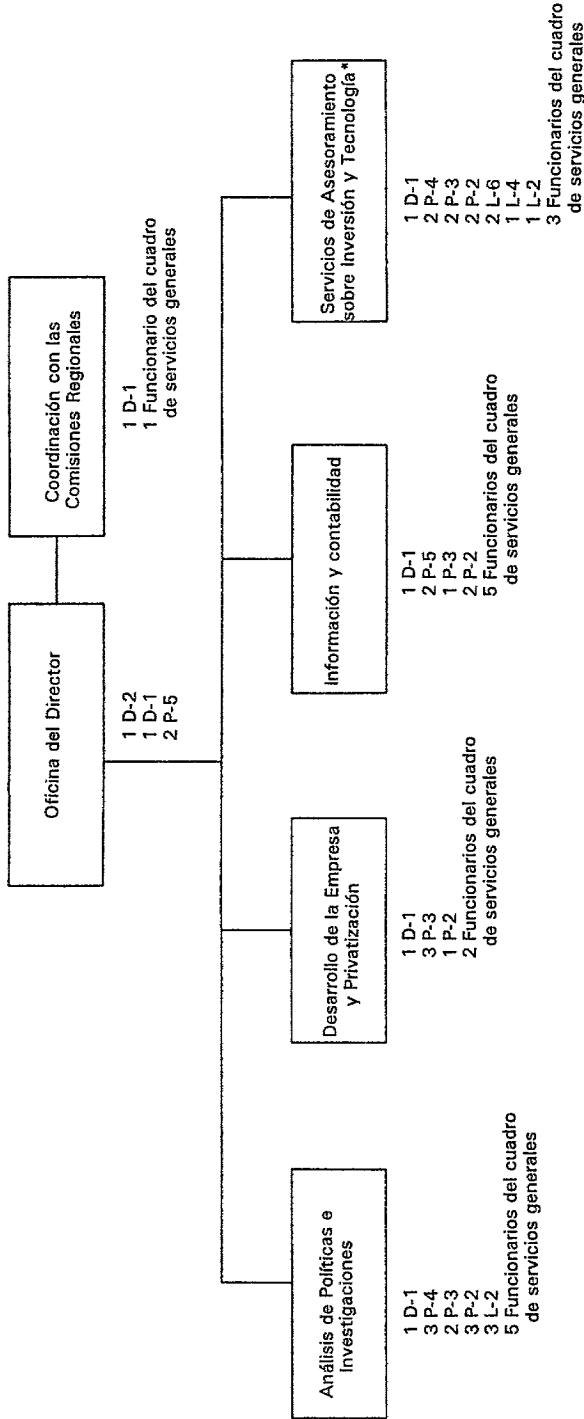 Oficina del Director
1 D-2
1 D-1
2 P-5
Coordinación con las
Comisiones Regionales
1 D-1
1 Funcionario del cuadro
de servicios generales
Análisis de Políticas e
Investigaciones
1 D-1
3 P-4
2 P-3
3 P-2
3 L-2
5 Funcionarios del cuadro
de servicios generales
Desarrollo de la Empresa
y Privatización
1 D-1
3 P-3
1 P-2
2 Funcionarios del cuadro
de servicios generales
Información y contabilidad
1 D-1
2 P-5
1 P-3
2 P-2
5 Funcionarios del cuadro
de servicios generales
Servicios de Asesoramiento
sobre Inversión y Tecnología*
1 D-1
2 P-4
2 P-3
2 P-2
2 L-6
1 L-4
1 L-2
3 Funcionarios del cuadro
de servicios generales